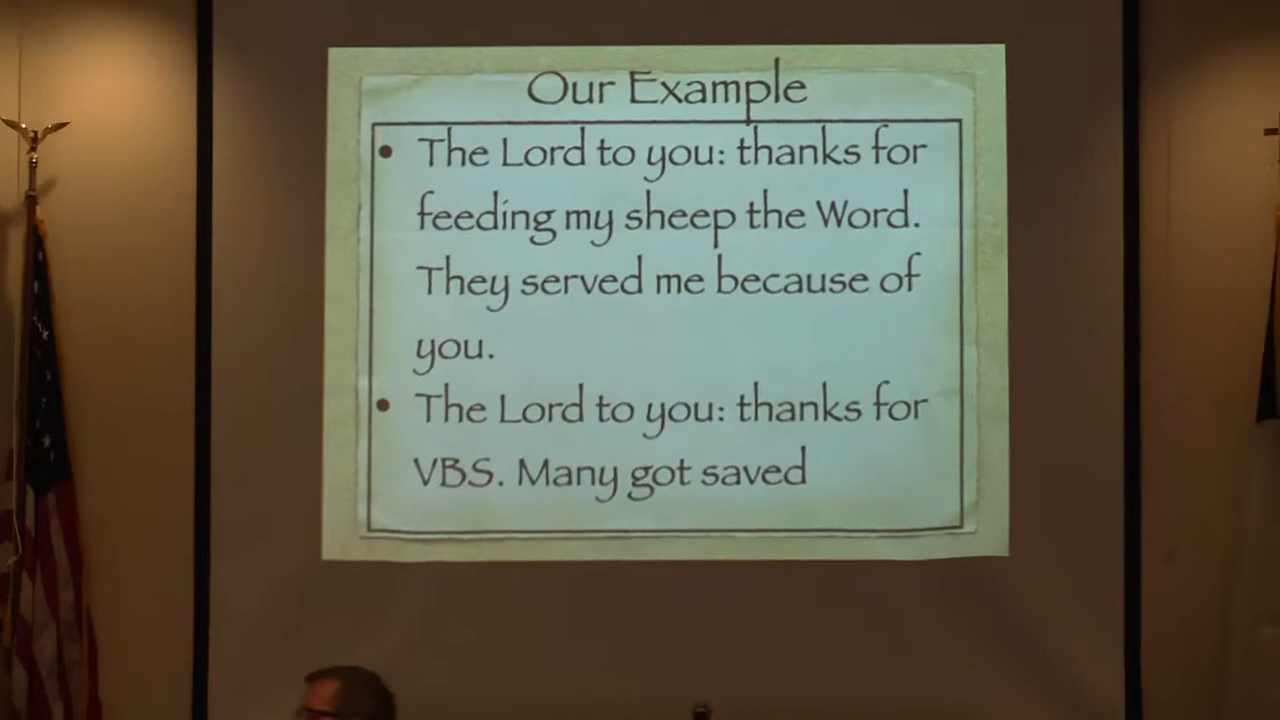 Our Example
• The Lord to you: thanks for
feeding my sheep the Word.
They served me because of
you.
• The Lord to you: thanks for
VBS. Many got saved